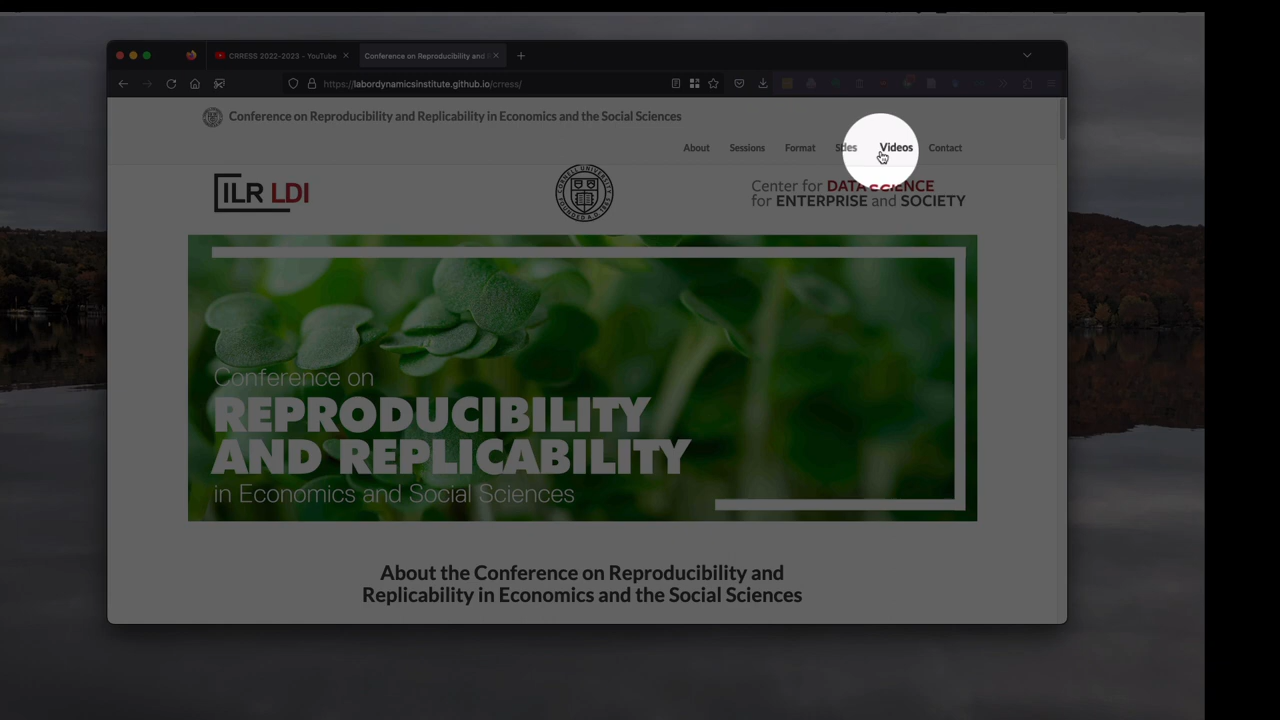 CRRESS 2022-2023 - YouTube
Conference on Reproducibility and
https://labordynamicsinstitute.github.io/crress/
Conference on Reproducibility and Replicability in Economics and the Social Sciences
About Sessions Format Videos Contact
ILR LDI
Center for DATA SCIENCE
for ENTERPRISE and SOCIETY
Conference on
REPRODUCIBILITY
AND REPLICABILITY
in Economics and Social Sciences
About the Conference on Reproducibility and
Replicability in Economics and the Social Sciences